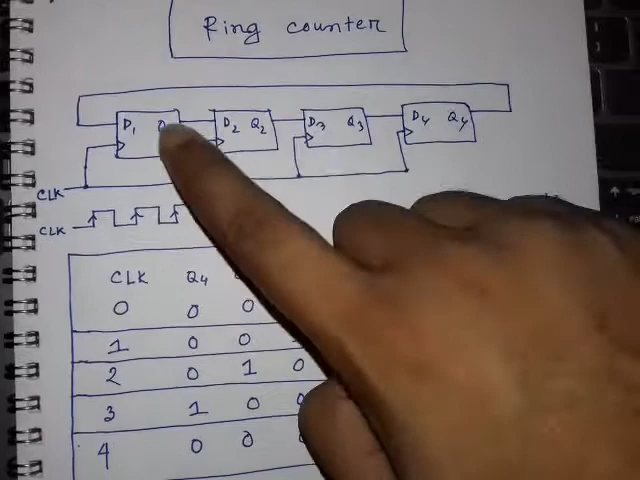 Ring counter
D₁ D₂ Q₂ D₃ Q₃ D₄ Q₄
CLK
CLK
CLK Q₄
0 0 0
1 0 0
2 0 1 0
3 1 0
4 0 0